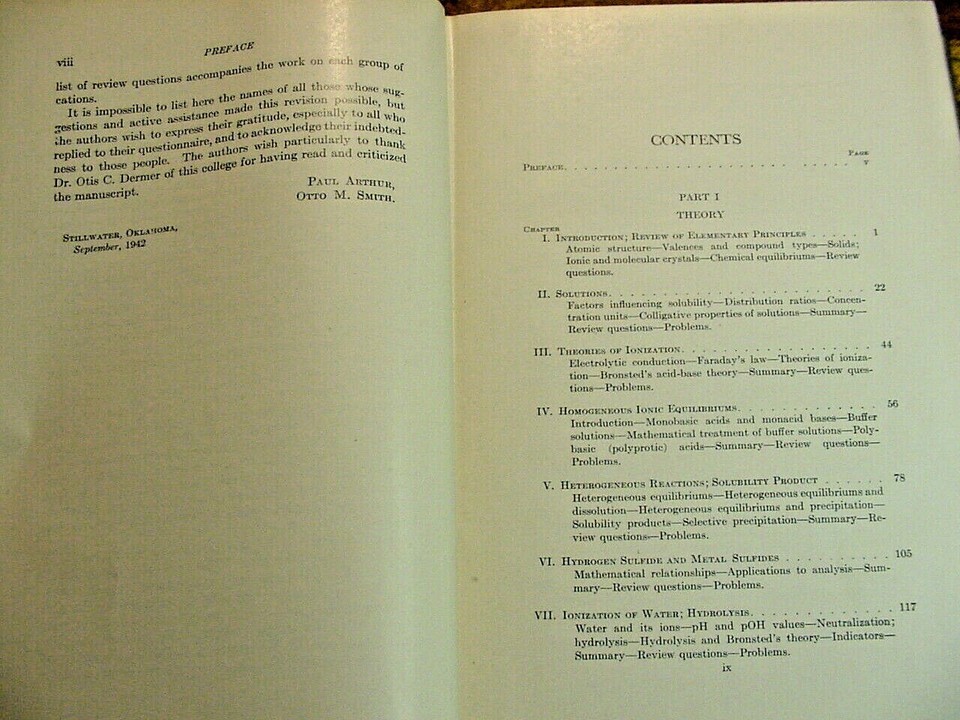 viii
PREFACE
list of review questions accompanies the work on each group of
cations.
It is impossible to list here the names of all those whose sug-
gestions and active assistance made this revision possible, but
the authors wish to express their gratitude, especially to all who
replied to their questionnaire, and to acknowledge their indebted-
ness to those people. The authors wish particularly to thank
Dr. Otis C. Dermer of this college for having read and criticized
the manuscript.
PAUL ARTHUR,
OTTO M. SMITH.
STILLWATER, OKLAHOMA,
September, 1942
CONTENTS
PAGE
PREFACE. . . . . . . . . . . . . . . . . . . . . . . . v
PART I
THEORY
CHAPTER
I. INTRODUCTION; REVIEW OF ELEMENTARY PRINCIPLES . . . . . 1
Atomic structure—Valences and compound types—Solids;
Ionic and molecular crystals—Chemical equilibriums—Review
questions.
II. SOLUTIONS. . . . . . . . . . . . . . . . . . . . 22
Factors influencing solubility—Distribution ratios—Concen-
tration units—Colligative properties of solutions—Summary—
Review questions—Problems.
III. THEORIES OF IONIZATION. . . . . . . . . . . . . . . 44
Electrolytic conduction—Faraday's law—Theories of ioniza-
tion—Bronsted's acid-base theory—Summary—Review ques-
tions—Problems.
IV. HOMOGENEOUS IONIC EQUILIBRIUMS. . . . . . . . . . . 56
Introduction—Monobasic acids and monacid bases—Buffer
solutions—Mathematical treatment of buffer solutions—Poly-
basic (polyprotic) acids—Summary—Review questions—
Problems.
V. HETEROGENEOUS REACTIONS; SOLUBILITY PRODUCT . . . . . . 78
Heterogeneous equilibriums—Heterogeneous equilibriums and
dissolution—Heterogeneous equilibriums and precipitation—
Solubility products—Selective precipitation—Summary—Re-
view questions—Problems.
VI. HYDROGEN SULFIDE AND METAL SULFIDES . . . . . . . . . . 105
Mathematical relationships—Applications to analysis—Sum-
mary—Review questions—Problems.
VII. IONIZATION OF WATER; HYDROLYSIS. . . . . . . . . . . . 117
Water and its ions—pH and pOH values—Neutralization;
hydrolysis—Hydrolysis and Bronsted's theory—Indicators—
Summary—Review questions—Problems.
ix